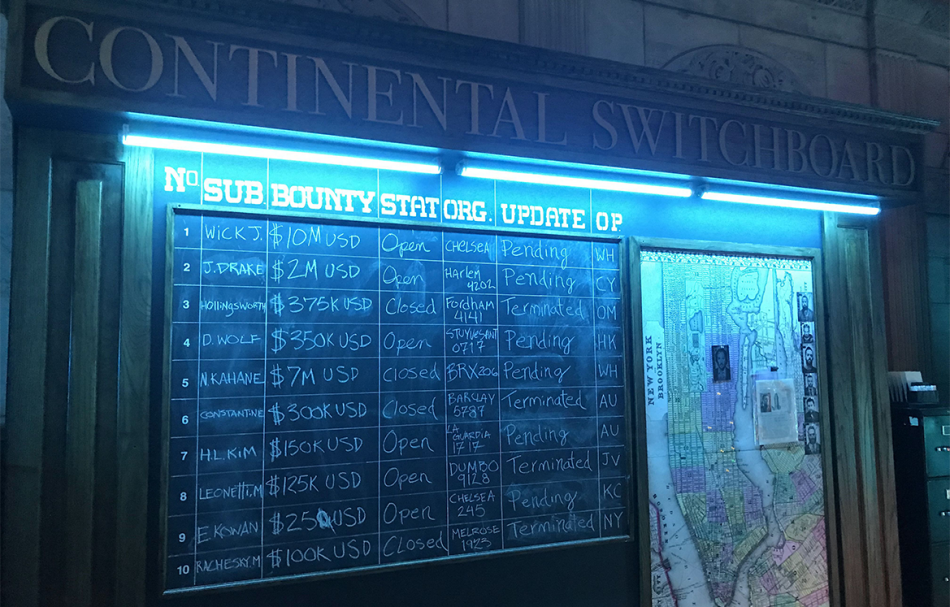 CONTINENTAL SWITCHBOARD
No SUB. BOUNTY STAT ORG. UPDATE OP.
1 WICK J. $10M USD Open CHELSEA Pending WH
2 J. DRAKE $2M USD Open Harlem 4202 Pending CY
3 HOLLINGSWORTH $375K USD Closed Fordham 4141 Terminated OM
4 D. WOLF $350K USD Open STUYVESANT 0717 Pending HK
5 N. KAHANE $7M USD Closed BRX 206 Pending WH
6 CONSTANTINE $300K USD Closed BARCLAY 5787 Terminated AU
7 H.L. KIM $150K USD Open LA GUARDIA 1717 Pending AU
8 LEONETTI, M $125K USD Open DUMBO 9128 Terminated JV
9 E. KOWAN $25 USD Open CHELSEA 245 Pending KC
10 RACHESKY. M $100K USD Closed MELROSE 1923 Terminated NY
NEW YORK
BROOKLYN